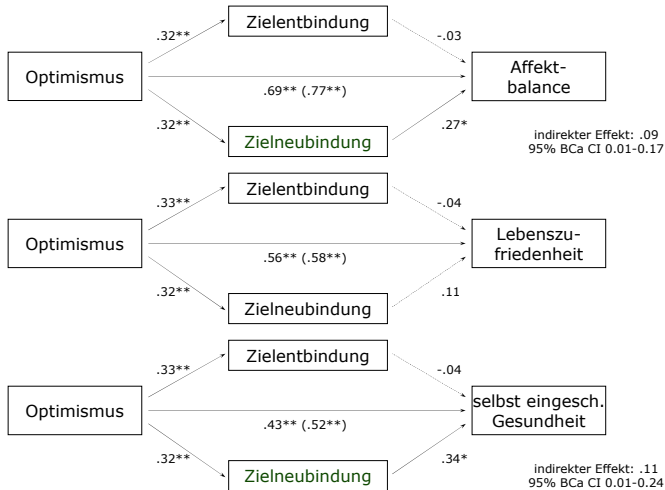 .32**
Zielentbindung
-.03
Optimismus
.69** (.77**)
Affekt-
balance
.32**
Zielneubindung
.27*
indirekter Effekt: .09
95% BCa CI 0.01-0.17
.33**
Zielentbindung
-.04
Optimismus
.56** (.58**)
Lebenszu-
friedenheit
.32**
Zielneubindung
.11
.33**
Zielentbindung
-.04
Optimismus
.43** (.52**)
selbst eingesch.
Gesundheit
.32**
Zielneubindung
.34*
indirekter Effekt: .11
95% BCa CI 0.01-0.24